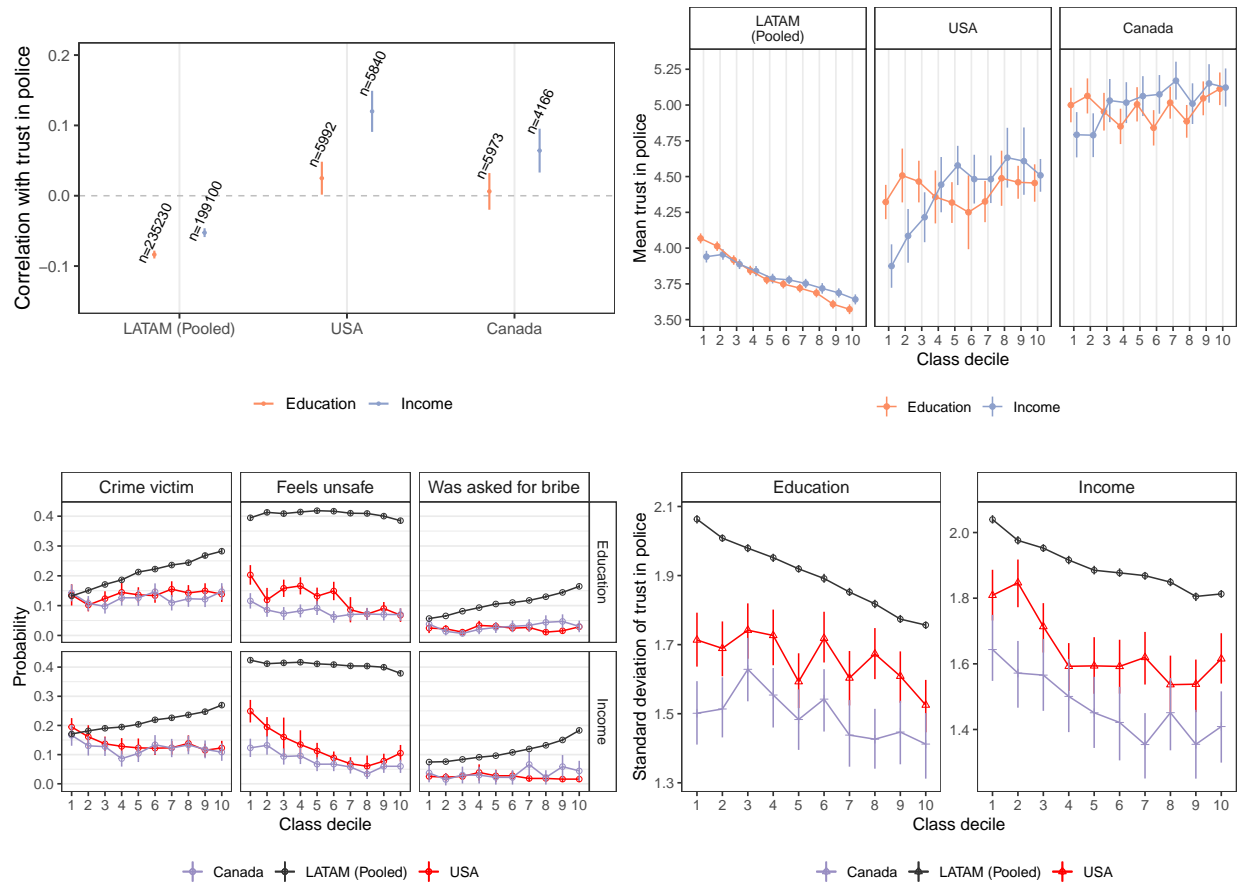 Correlation with trust in police
0.2
0.1
0.0
−0.1
n=235230
n=199100
n=5992
n=5840
n=5973
n=4166
LATAM (Pooled)
USA
Canada
Education
Income
LATAM
(Pooled)
USA
Canada
Mean trust in police
5.25
5.00
4.75
4.50
4.25
4.00
3.75
3.50
1 2 3 4 5 6 7 8 9 10
1 2 3 4 5 6 7 8 9 10
1 2 3 4 5 6 7 8 9 10
Class decile
Education
Income
Crime victim
Feels unsafe
Was asked for bribe
Probability
0.4
0.3
0.2
0.1
0.0
Education
0.4
0.3
0.2
0.1
0.0
Income
1 2 3 4 5 6 7 8 9 10
1 2 3 4 5 6 7 8 9 10
1 2 3 4 5 6 7 8 9 10
Class decile
Canada
LATAM (Pooled)
USA
Education
Income
Standard deviation of trust in police
2.1
1.9
1.7
1.5
1.3
2.0
1.8
1.6
1.4
1 2 3 4 5 6 7 8 9 10
1 2 3 4 5 6 7 8 9 10
Class decile
Canada
LATAM (Pooled)
USA